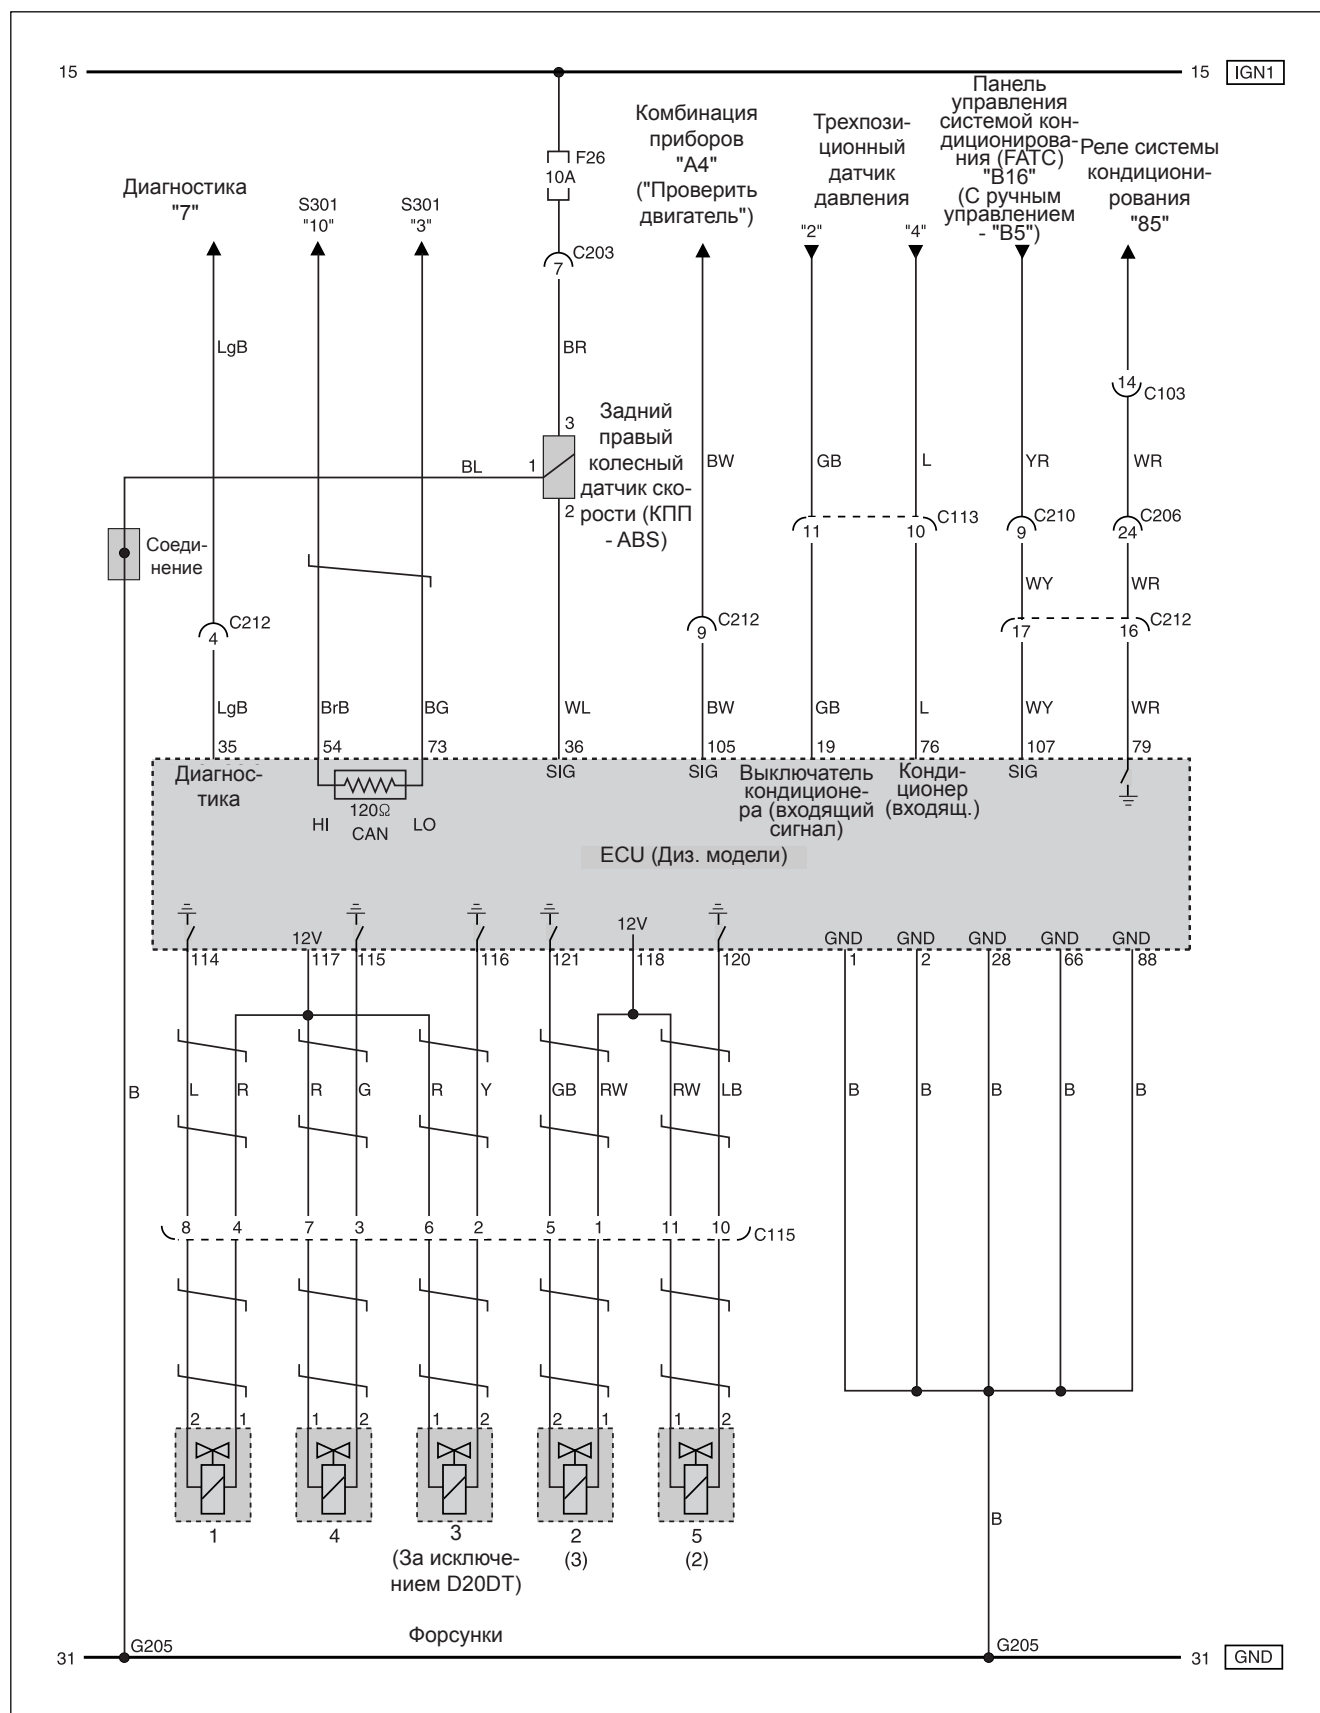 15
15
IGN1
Диагностика
"7"
S301
"10"
S301
"3"
F26
10A
C203
7
Комбинация
приборов
"А4"
("Проверить
двигатель")
Трехпози-
ционный
датчик
давления
"2"
"4"
Панель
управления
системой кон-
диционирова-
ния (FATC)
"B16"
(С ручным
управлением
- "B5")
Реле системы
кондициони-
рования
"85"
LgB
BR
14
C103
3
1
2
BL
Задний
правый
колесный
датчик ско-
рости (КПП
- ABS)
BW
GB
L
YR
WR
11
10
C113
9
C210
24
C206
Соеди-
нение
WY
WR
4
C212
9
C212
17
16
C212
LgB
BrB
BG
WL
BW
GB
L
WY
WR
35
54
73
36
105
19
76
107
79
Диагнос-
тика
120Ω
HI
CAN
LO
SIG
SIG
Выключатель
кондиционе-
ра (входящий
сигнал)
Конди-
ционер
(входящ.)
SIG
ECU (Диз. модели)
12V
12V
GND
GND
GND
GND
GND
114
117
115
116
121
118
120
1
2
28
66
88
B
L
R
R
G
R
Y
GB
RW
RW
LB
B
B
B
B
B
8
4
7
3
6
2
5
1
11
10
C115
2
1
1
2
1
2
2
1
1
2
1
4
3
(За исключе-
нием D20DT)
2
(3)
5
(2)
B
Форсунки
G205
G205
31
31
GND